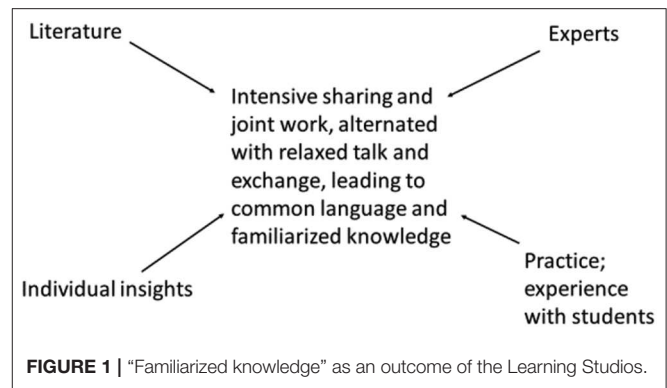 Literature
Experts
Intensive sharing and
joint work, alternated
with relaxed talk and
exchange, leading to
common language and
familiarized knowledge
Individual insights
Practice;
experience
with students
FIGURE 1 | “Familiarized knowledge” as an outcome of the Learning Studios.